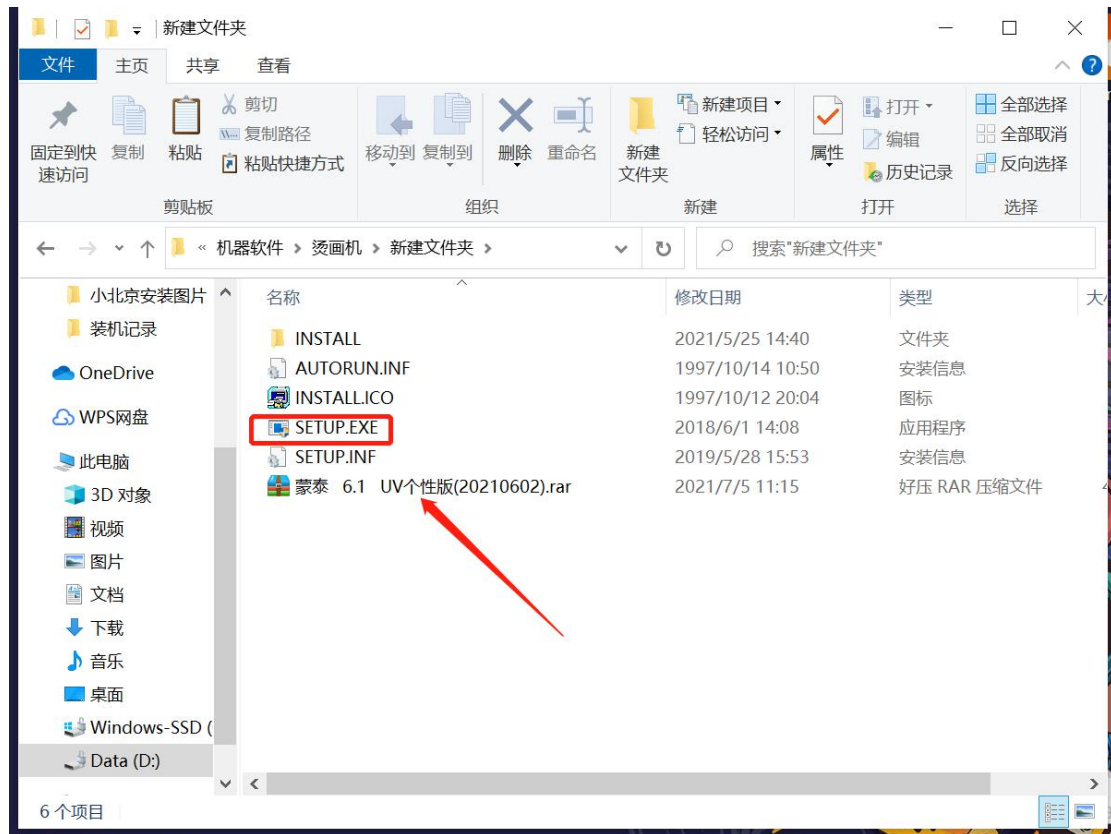 新建文件夹
文件 主页 共享 查看
固定到快速访问 复制 粘贴 剪切 复制路径 粘贴快捷方式 移动到 复制到 删除 重命名 新建文件夹 新建项目 轻松访问 属性 打开 编辑 历史记录 全部选择 全部取消 反向选择
剪贴板 组织 新建 打开 选择
« 机器软件 > 烫画机 > 新建文件夹 > 搜索"新建文件夹"
小北京安装图片
装机记录
OneDrive
WPS网盘
此电脑
3D 对象
视频
图片
文档
下载
音乐
桌面
Windows-SSD (
Data (D:)
名称 修改日期 类型
INSTALL 2021/5/25 14:40 文件夹
AUTORUN.INF 1997/10/14 10:50 安装信息
INSTALL.ICO 1997/10/12 20:04 图标
SETUP.EXE 2018/6/1 14:08 应用程序
SETUP.INF 2019/5/28 15:53 安装信息
蒙泰 6.1 UV个性版(20210602).rar 2021/7/5 11:15 好压 RAR 压缩文件
6 个项目